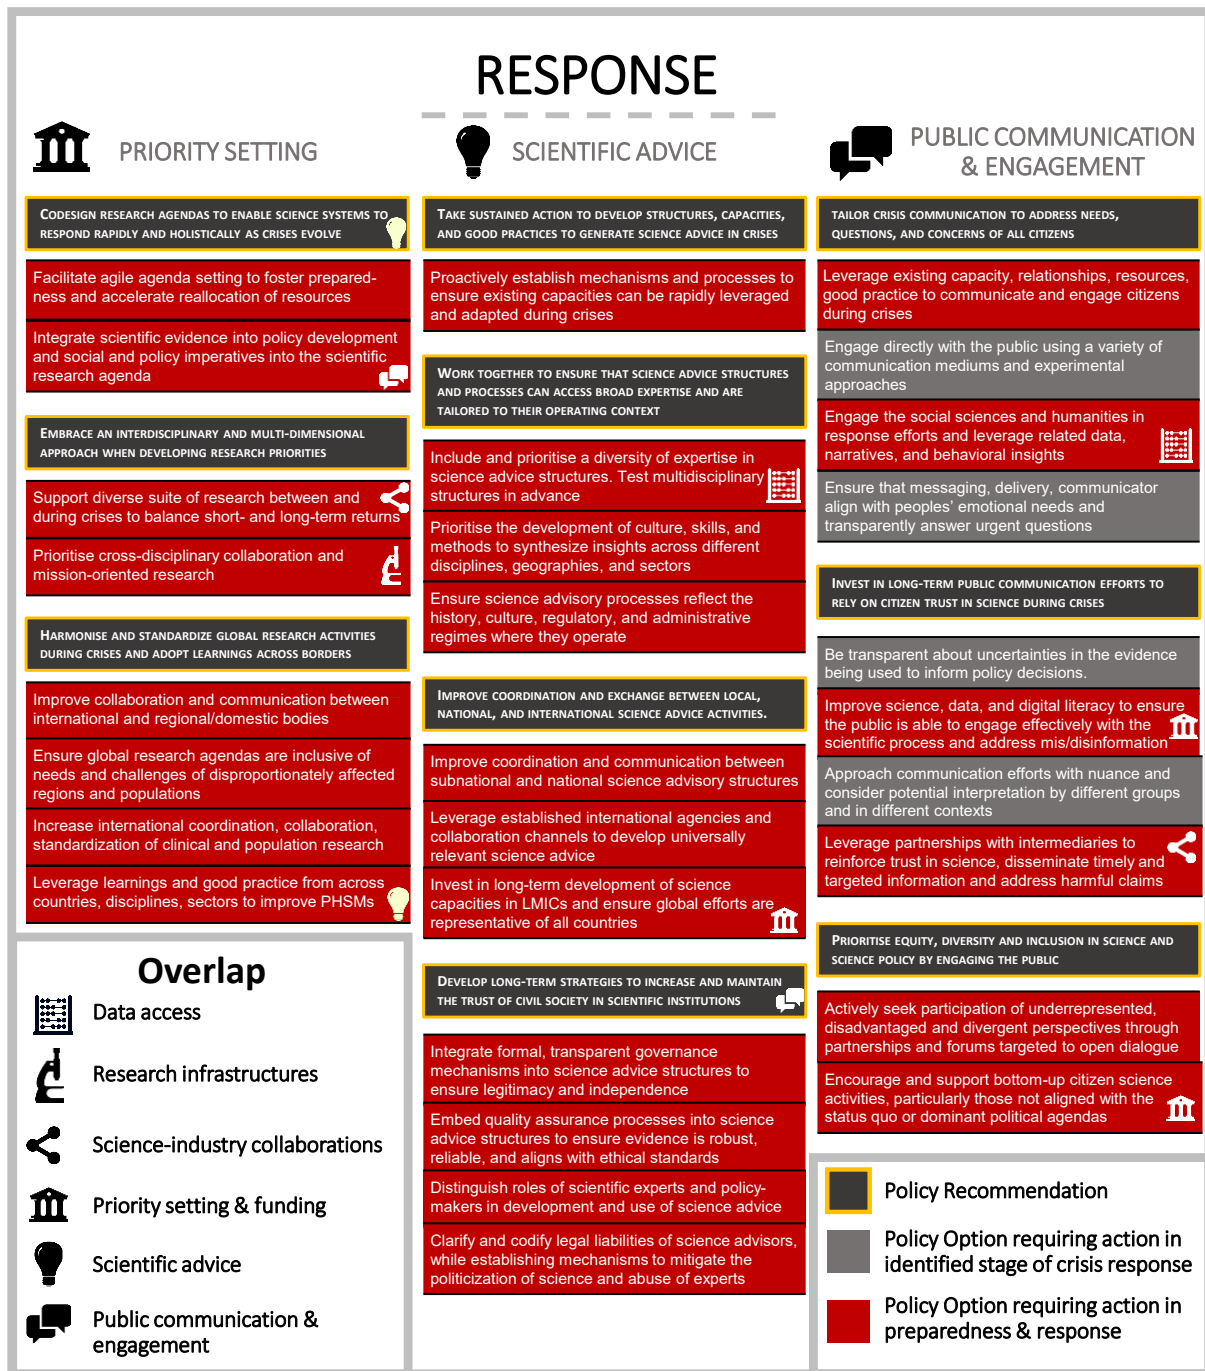 RESPONSE
PRIORITY SETTING
CODESIGN RESEARCH AGENDAS TO ENABLE SCIENCE SYSTEMS TO
RESPOND RAPIDLY AND HOLISTICALLY AS CRISES EVOLVE
Facilitate agile agenda setting to foster prepared-
ness and accelerate reallocation of resources
Integrate scientific evidence into policy development
and social and policy imperatives into the scientific
research agenda
EMBRACE AN INTERDISCIPLINARY AND MULTI-DIMENSIONAL
APPROACH WHEN DEVELOPING RESEARCH PRIORITIES
Support diverse suite of research between and
during crises to balance short- and long-term returns
Prioritise cross-disciplinary collaboration and
mission-oriented research
HARMONISE AND STANDARDIZE GLOBAL RESEARCH ACTIVITIES
DURING CRISES AND ADOPT LEARNINGS ACROSS BORDERS
Improve collaboration and communication between
international and regional/domestic bodies
Ensure global research agendas are inclusive of
needs and challenges of disproportionately affected
regions and populations
Increase international coordination, collaboration,
standardization of clinical and population research
Leverage learnings and good practice from across
countries, disciplines, sectors to improve PHSMs
SCIENTIFIC ADVICE
TAKE SUSTAINED ACTION TO DEVELOP STRUCTURES, CAPACITIES,
AND GOOD PRACTICES TO GENERATE SCIENCE ADVICE IN CRISES
Proactively establish mechanisms and processes to
ensure existing capacities can be rapidly leveraged
and adapted during crises
WORK TOGETHER TO ENSURE THAT SCIENCE ADVICE STRUCTURES
AND PROCESSES CAN ACCESS BROAD EXPERTISE AND ARE
TAILORED TO THEIR OPERATING CONTEXT
Include and prioritise a diversity of expertise in
science advice structures. Test multidisciplinary
structures in advance
Prioritise the development of culture, skills, and
methods to synthesize insights across different
disciplines, geographies, and sectors
Ensure science advisory processes reflect the
history, culture, regulatory, and administrative
regimes where they operate
IMPROVE COORDINATION AND EXCHANGE BETWEEN LOCAL,
NATIONAL, AND INTERNATIONAL SCIENCE ADVICE ACTIVITIES.
Improve coordination and communication between
subnational and national science advisory structures
Leverage established international agencies and
collaboration channels to develop universally
relevant science advice
Invest in long-term development of science
capacities in LMICs and ensure global efforts are
representative of all countries
DEVELOP LONG-TERM STRATEGIES TO INCREASE AND MAINTAIN
THE TRUST OF CIVIL SOCIETY IN SCIENTIFIC INSTITUTIONS
Integrate formal, transparent governance
mechanisms into science advice structures to
ensure legitimacy and independence
Embed quality assurance processes into science
advice structures to ensure evidence is robust,
reliable, and aligns with ethical standards
Distinguish roles of scientific experts and policy-
makers in development and use of science advice
Clarify and codify legal liabilities of science advisors,
while establishing mechanisms to mitigate the
politicization of science and abuse of experts
PUBLIC COMMUNICATION
& ENGAGEMENT
TAILOR CRISIS COMMUNICATION TO ADDRESS NEEDS,
QUESTIONS, AND CONCERNS OF ALL CITIZENS
Leverage existing capacity, relationships, resources,
good practice to communicate and engage citizens
during crises
Engage directly with the public using a variety of
communication mediums and experimental
approaches
Engage the social sciences and humanities in
response efforts and leverage related data,
narratives, and behavioral insights
Ensure that messaging, delivery, communicator
align with peoples' emotional needs and
transparently answer urgent questions
INVEST IN LONG-TERM PUBLIC COMMUNICATION EFFORTS TO
RELY ON CITIZEN TRUST IN SCIENCE DURING CRISES
Be transparent about uncertainties in the evidence
being used to inform policy decisions.
Improve science, data, and digital literacy to ensure
the public is able to engage effectively with the
scientific process and address mis/disinformation
Approach communication efforts with nuance and
consider potential interpretation by different groups
and in different contexts
Leverage partnerships with intermediaries to
reinforce trust in science, disseminate timely and
targeted information and address harmful claims
PRIORITISE EQUITY, DIVERSITY AND INCLUSION IN SCIENCE AND
SCIENCE POLICY BY ENGAGING THE PUBLIC
Actively seek participation of underrepresented,
disadvantaged and divergent perspectives through
partnerships and forums targeted to open dialogue
Encourage and support bottom-up citizen science
activities, particularly those not aligned with the
status quo or dominant political agendas
Overlap
Data access
Research infrastructures
Science-industry collaborations
Priority setting & funding
Scientific advice
Public communication &
engagement
Policy Recommendation
Policy Option requiring action in
identified stage of crisis response
Policy Option requiring action in
preparedness & response